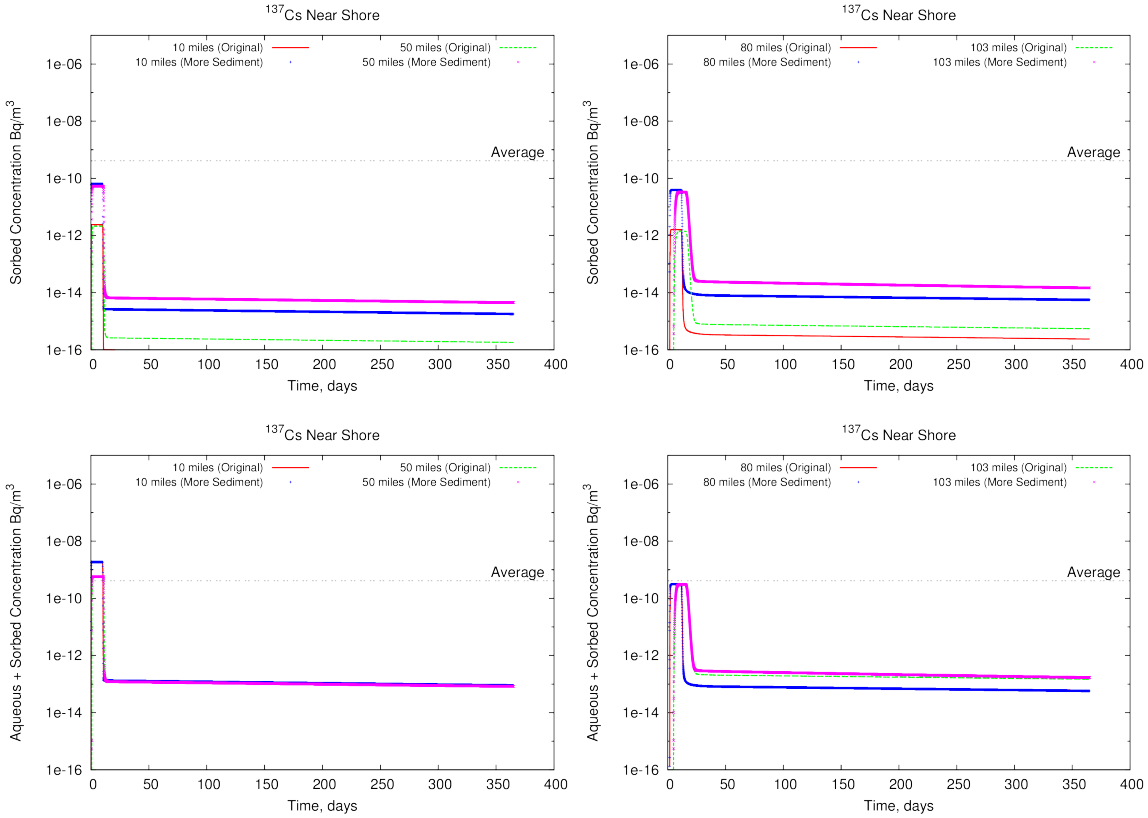 ¹³⁷Cs Near Shore
10 miles (Original) 50 miles (Original)
10 miles (More Sediment) 50 miles (More Sediment)
Sorbed Concentration Bq/m³
1e-06
1e-08
1e-10
1e-12
1e-14
1e-16
Average
0 50 100 150 200 250 300 350 400
Time, days
¹³⁷Cs Near Shore
80 miles (Original) 103 miles (Original)
80 miles (More Sediment) 103 miles (More Sediment)
Sorbed Concentration Bq/m³
1e-06
1e-08
1e-10
1e-12
1e-14
1e-16
Average
0 50 100 150 200 250 300 350 400
Time, days
¹³⁷Cs Near Shore
10 miles (Original) 50 miles (Original)
10 miles (More Sediment) 50 miles (More Sediment)
Aqueous + Sorbed Concentration Bq/m³
1e-06
1e-08
1e-10
1e-12
1e-14
1e-16
Average
0 50 100 150 200 250 300 350 400
Time, days
¹³⁷Cs Near Shore
80 miles (Original) 103 miles (Original)
80 miles (More Sediment) 103 miles (More Sediment)
Aqueous + Sorbed Concentration Bq/m³
1e-06
1e-08
1e-10
1e-12
1e-14
1e-16
Average
0 50 100 150 200 250 300 350 400
Time, days